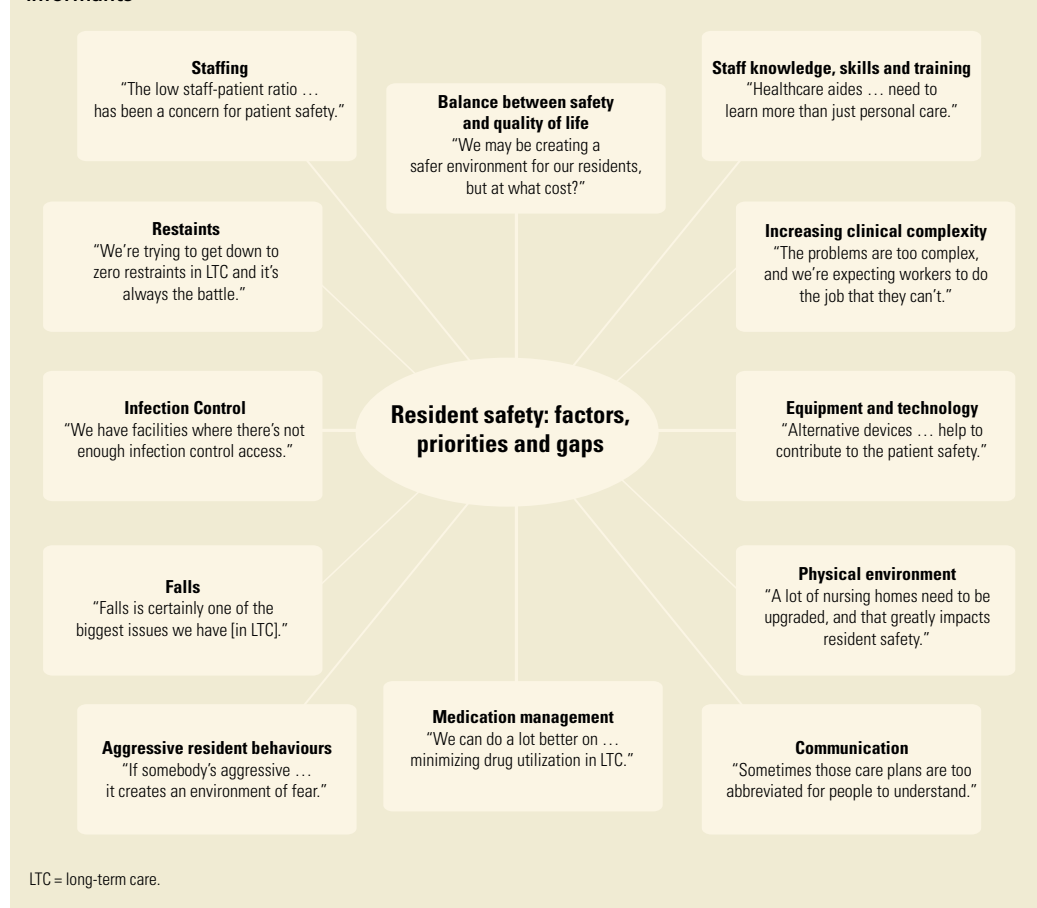 Staffing
“The low staff-patient ratio …
has been a concern for patient safety.”
Balance between safety
and quality of life
“We may be creating a
safer environment for our residents,
but at what cost?”
Staff knowledge, skills and training
“Healthcare aides … need to
learn more than just personal care.”
Restaints
“We’re trying to get down to
zero restraints in LTC and it’s
always the battle.”
Increasing clinical complexity
“The problems are too complex,
and we’re expecting workers to do
the job that they can’t.”
Infection Control
“We have facilities where there’s not
enough infection control access.”
Resident safety: factors,
priorities and gaps
Equipment and technology
“Alternative devices … help to
contribute to the patient safety.”
Falls
“Falls is certainly one of the
biggest issues we have [in LTC].”
Physical environment
“A lot of nursing homes need to be
upgraded, and that greatly impacts
resident safety.”
Aggressive resident behaviours
“If somebody’s aggressive …
it creates an environment of fear.”
Medication management
“We can do a lot better on …
minimizing drug utilization in LTC.”
Communication
“Sometimes those care plans are too
abbreviated for people to understand.”
LTC = long-term care.